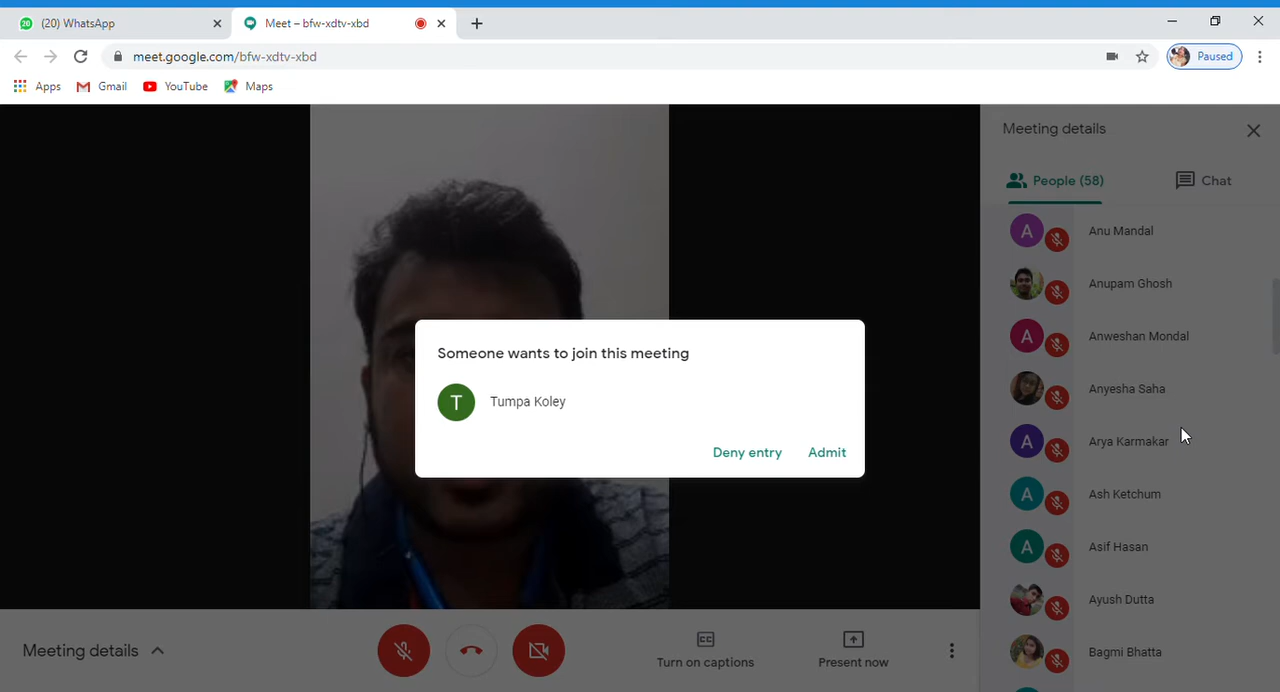 (20) WhatsApp
Meet – bfw-xdtv-xbd
meet.google.com/bfw-xdtv-xbd
Paused
Apps
Gmail
YouTube
Maps
Meeting details
People (58)
Chat
Anu Mandal
Anupam Ghosh
Anweshan Mondal
Anyesha Saha
Arya Karmakar
Ash Ketchum
Asif Hasan
Ayush Dutta
Bagmi Bhatta
Someone wants to join this meeting
T
Tumpa Koley
Deny entry
Admit
Meeting details
Turn on captions
Present now